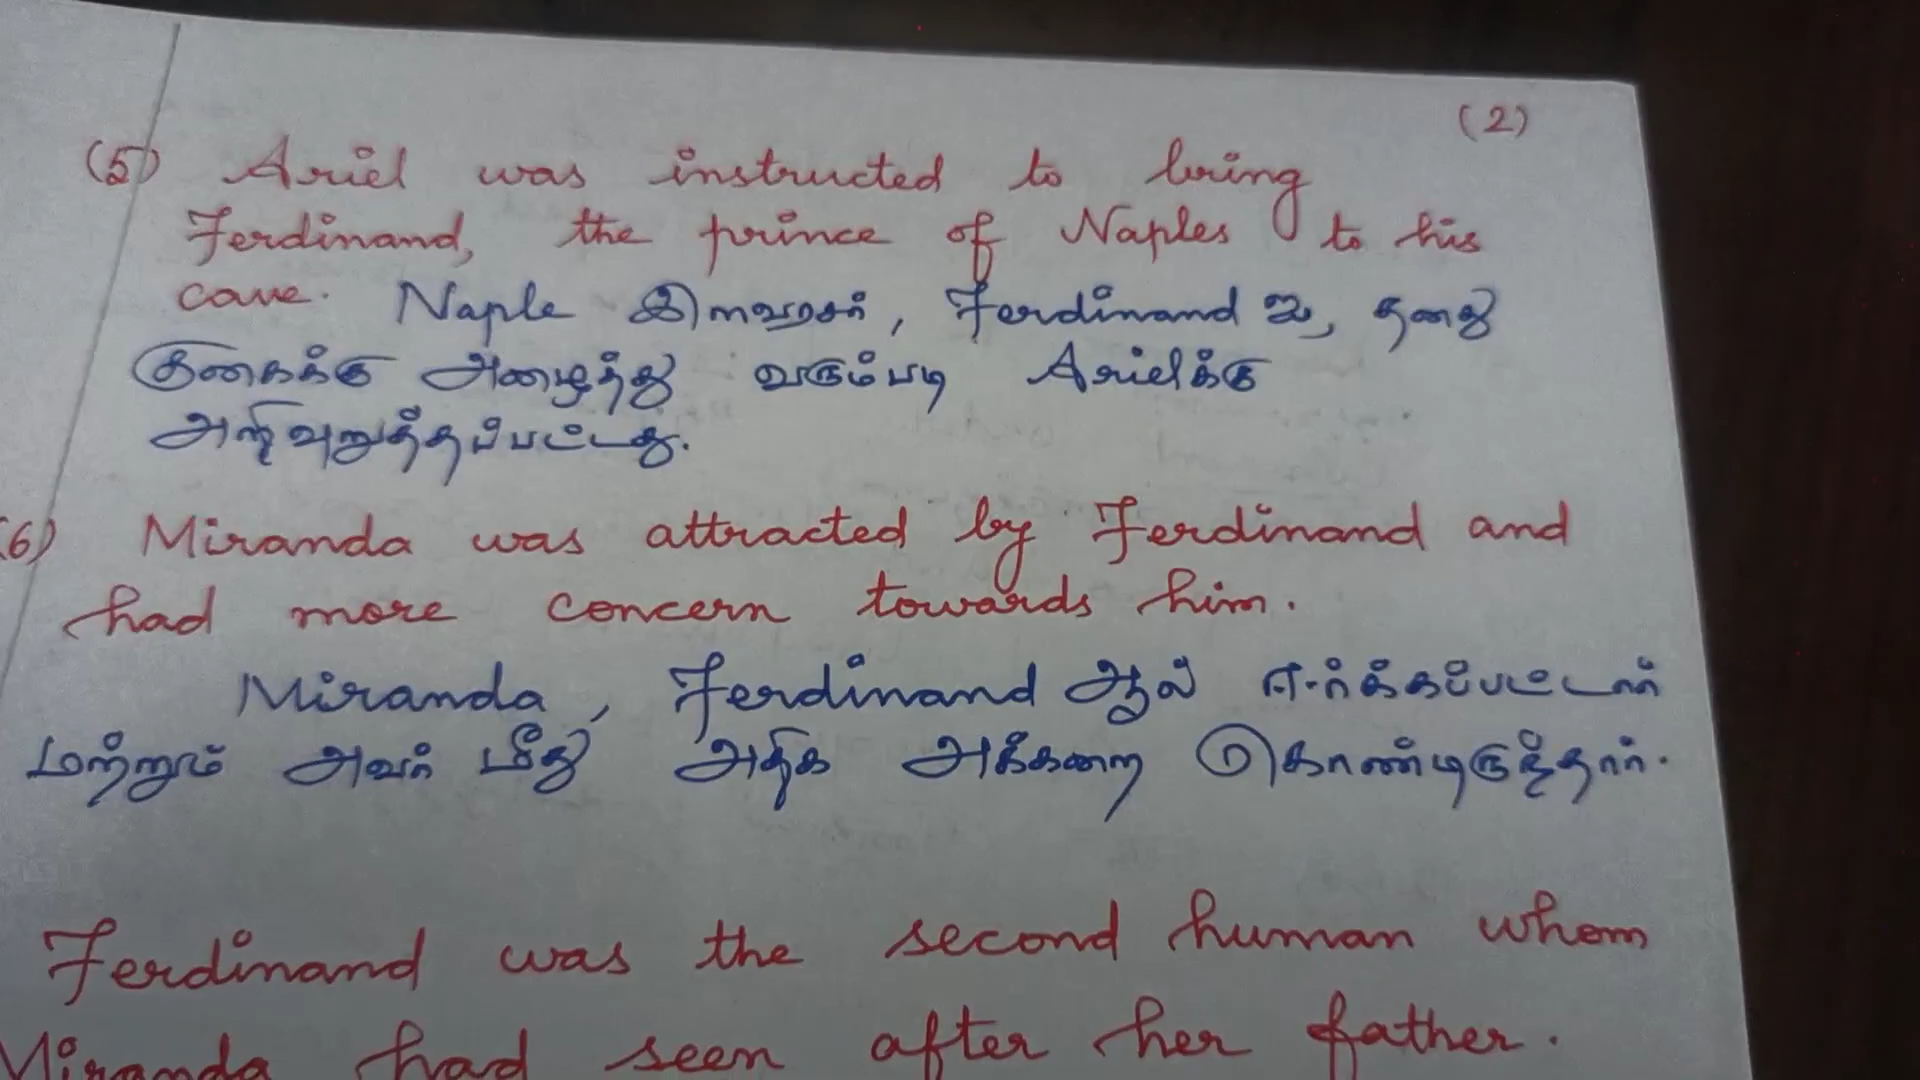 (2)
(5) Ariel was instructed to bring
Ferdinand, the prince of Naples to his
cave. Naple இளவரசர், Ferdinand ஐ, தனது
குகைக்கு அழைத்து வரும்படி Arielக்கு
அறிவுறுத்தப்பட்டது.
(6) Miranda was attracted by Ferdinand and
had more concern towards him.
Miranda, Ferdinand ஆல் ஈர்க்கப்பட்டாள்
மற்றும் அவர் மீது அதிக அக்கறை கொண்டிருந்தார்.
Ferdinand was the second human whom
Miranda had seen after her father.